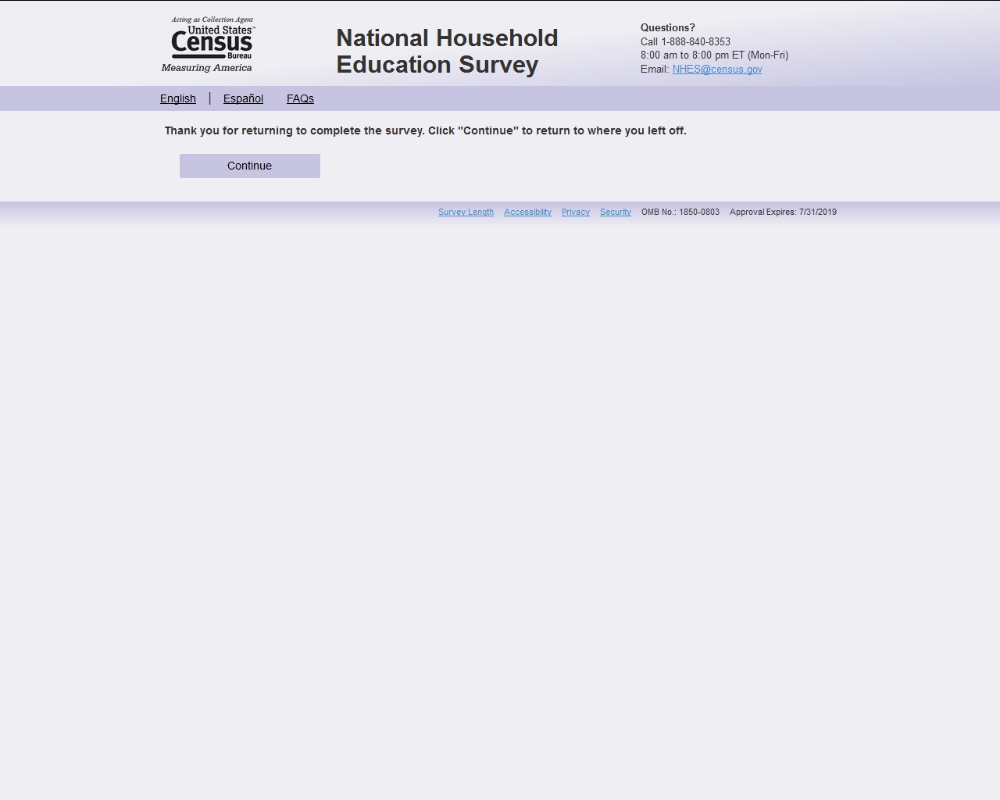 Acting as Collection Agent
United States™
Census
Bureau
Measuring America
National Household
Education Survey
Questions?
Call 1-888-840-8353
8:00 am to 8:00 pm ET (Mon-Fri)
Email: NHES@census.gov
English | Español FAQs
Thank you for returning to complete the survey. Click "Continue" to return to where you left off.
Continue
Survey Length Accessibility Privacy Security OMB No.: 1850-0803 Approval Expires: 7/31/2019